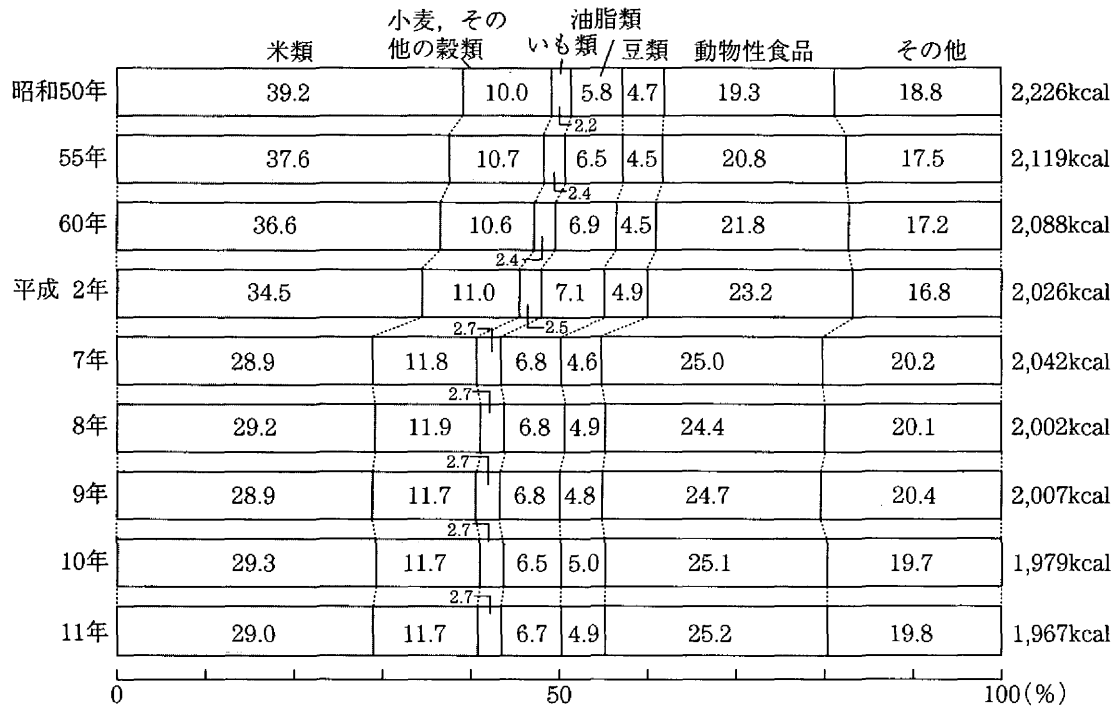 小麦，その 油脂類
米類 他の穀類 いも類 豆類 動物性食品 その他
昭和50年 39.2 10.0 5.8 4.7 19.3 18.8 2,226kcal
2.2
55年 37.6 10.7 6.5 4.5 20.8 17.5 2,119kcal
2.4
60年 36.6 10.6 6.9 4.5 21.8 17.2 2,088kcal
2.4
平成 2年 34.5 11.0 7.1 4.9 23.2 16.8 2,026kcal
2.7 2.5
7年 28.9 11.8 6.8 4.6 25.0 20.2 2,042kcal
2.7
8年 29.2 11.9 6.8 4.9 24.4 20.1 2,002kcal
2.7
9年 28.9 11.7 6.8 4.8 24.7 20.4 2,007kcal
2.7
10年 29.3 11.7 6.5 5.0 25.1 19.7 1,979kcal
2.7
11年 29.0 11.7 6.7 4.9 25.2 19.8 1,967kcal
0 50 100(%)